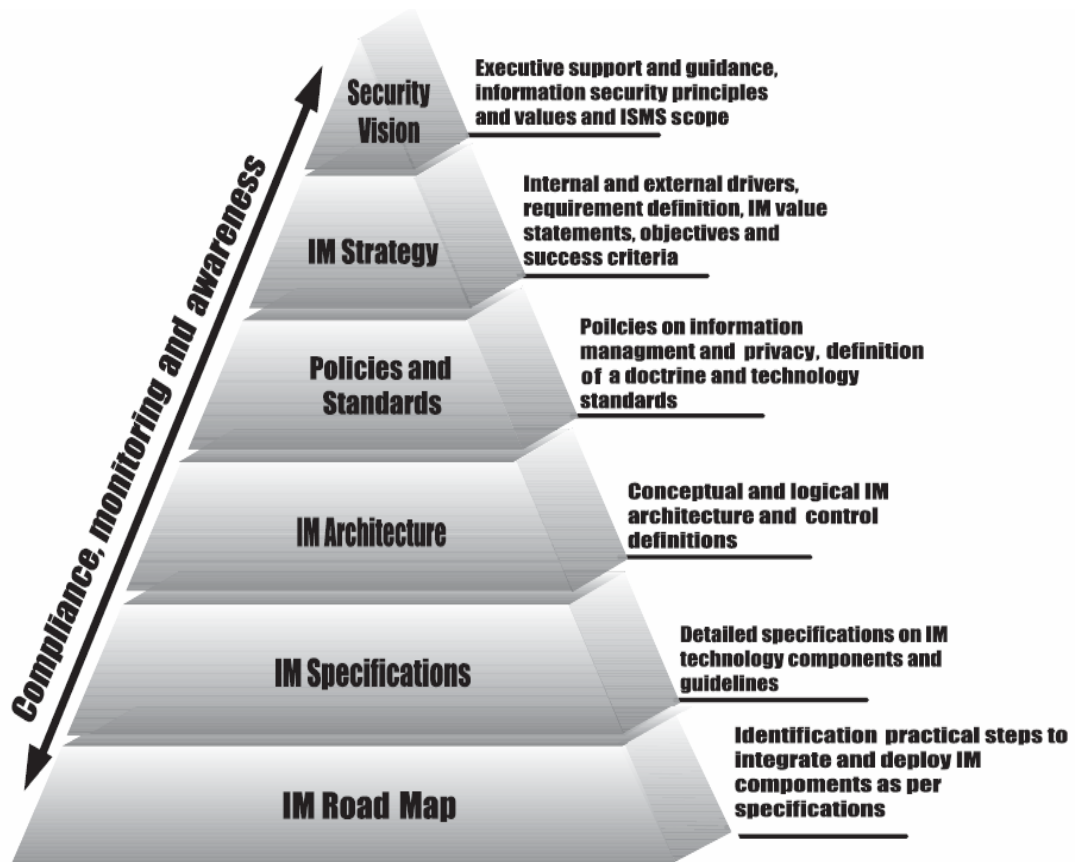 Security
Vision
Executive support and guidance,
information security principles
and values and ISMS scope
IM Strategy
Internal and external drivers,
requirement definition, IM value
statements, objectives and
success criteria
Policies and
Standards
Poilcies on information
managment and privacy, definition
of a doctrine and technology
standards
IM Architecture
Conceptual and logical IM
architecture and control
definitions
IM Specifications
Detailed specifications on IM
technology components and
guidelines
IM Road Map
Identification practical steps to
integrate and deploy IM
compoments as per
specifications
Compliance, monitoring and awareness